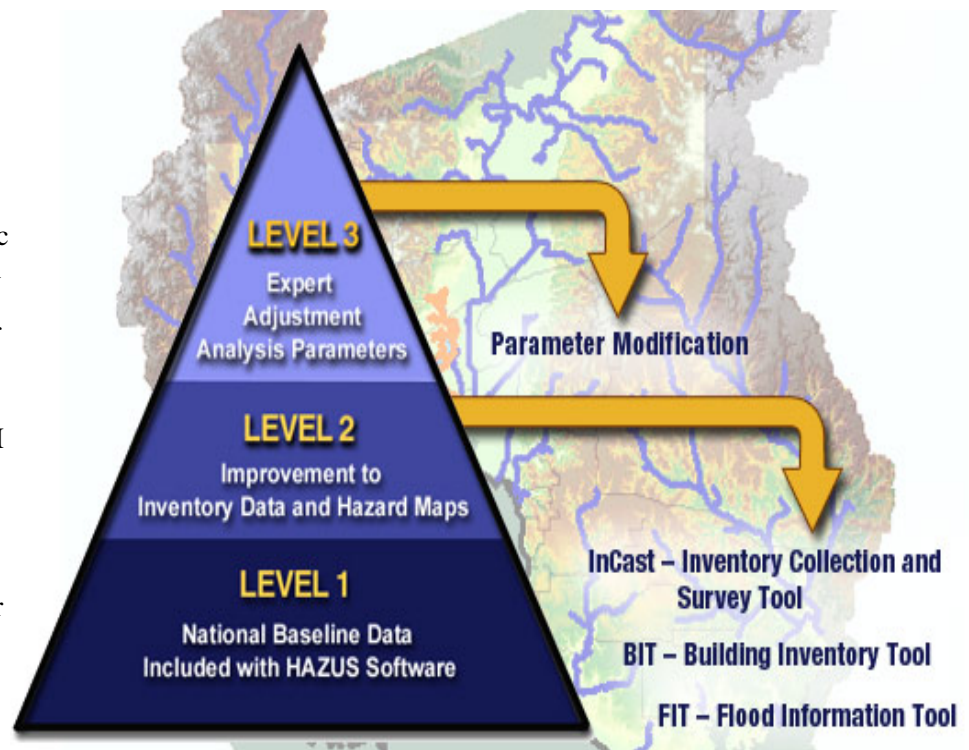 LEVEL 3
Expert
Adjustment
Analysis Parameters
Parameter Modification
LEVEL 2
Improvement to
Inventory Data and Hazard Maps
InCast – Inventory Collection and
Survey Tool
BIT – Building Inventory Tool
FIT – Flood Information Tool
LEVEL 1
National Baseline Data
Included with HAZUS Software